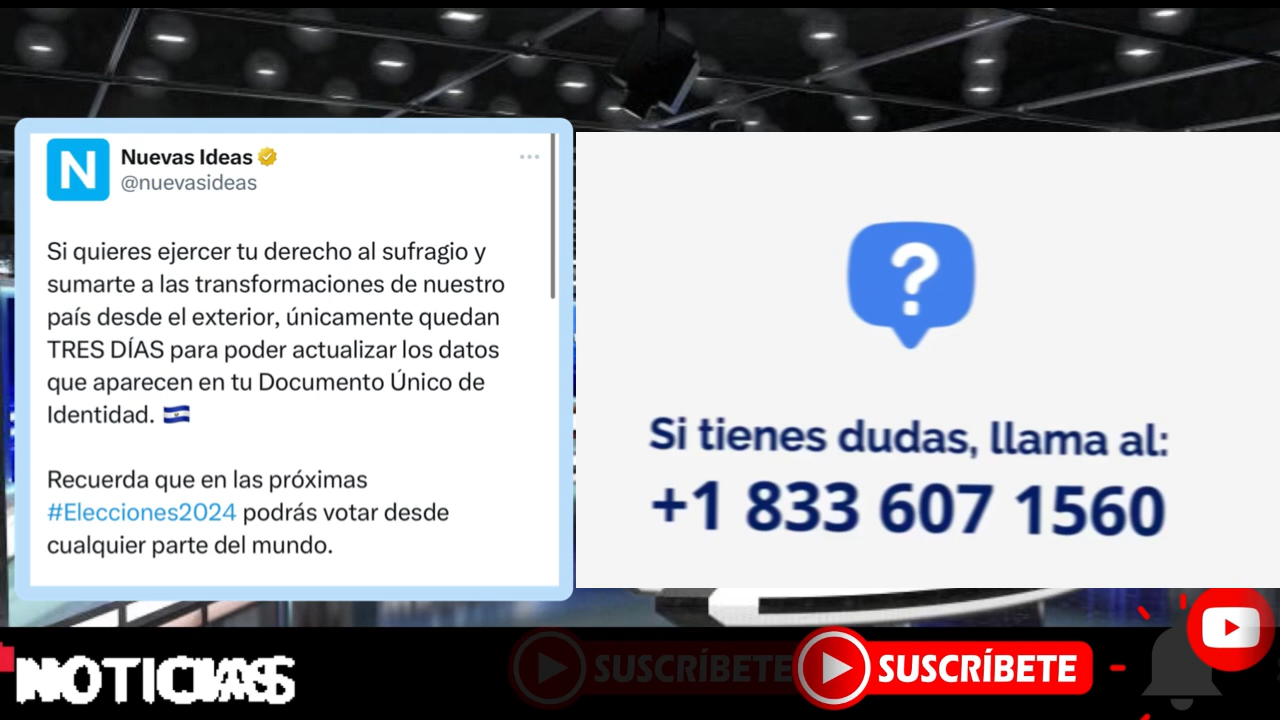 N
Nuevas Ideas
@nuevasideas
Si quieres ejercer tu derecho al sufragio y
sumarte a las transformaciones de nuestro
país desde el exterior, únicamente quedan
TRES DÍAS para poder actualizar los datos
que aparecen en tu Documento Único de
Identidad.
Recuerda que en las próximas
#Elecciones2024 podrás votar desde
cualquier parte del mundo.
?
Si tienes dudas, llama al:
+1 833 607 1560
SUSCRÍBETE
SUSCRÍBETE